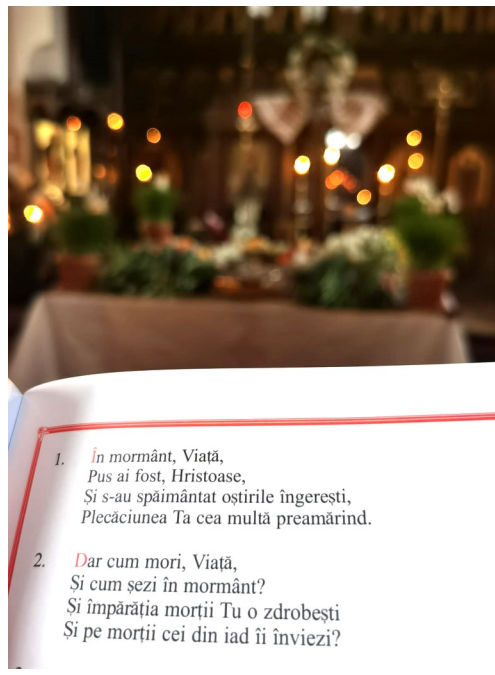 1. În mormânt, Viață,
Pus ai fost, Hristoase,
Și s-au spăimântat oștirile îngerești,
Plecăciunea Ta cea multă preamărind.
2. Dar cum mori, Viață,
Și cum șezi în mormânt?
Și împărăția morții Tu o zdrobești
Și pe morții cei din iad îi înviezi?